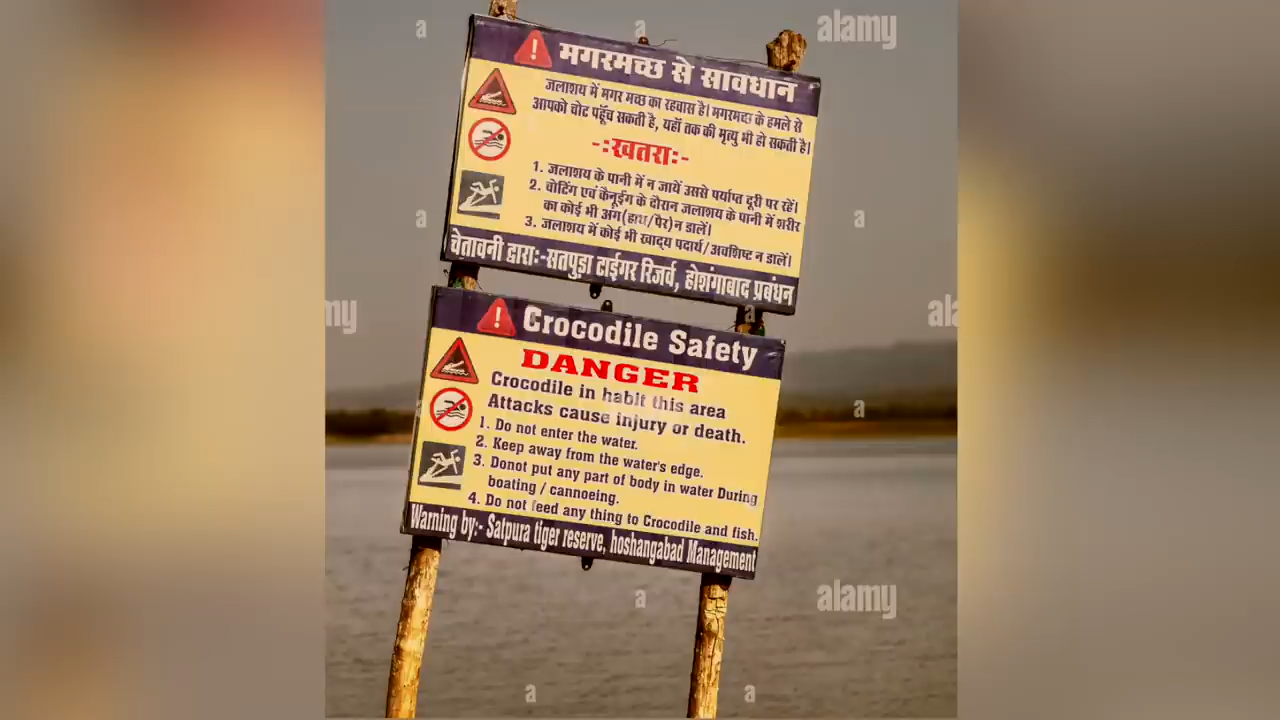 मगरमच्छ से सावधान
जलाशय में मगर मच्छ का रहवास है। मगरमच्छ के हमले से
आपको चोट पहूँच सकती है, यहाँ तक की मृत्यु भी हो सकती है।
-:खतरा:-
1. जलाशय के पानी में न जायें उससे पर्याप्त दूरी पर रहें।
2. वोटिंग एवं कैनूईग के दौरान जलाशय के पानी में शरीर
का कोई भी अंग(हाथ/पैर)न डालें।
3. जलाशय में कोई भी खाद्य पदार्थ/अवशिष्ट न डालें।
चेतावनी द्वारा:-सतपुड़ा टाईगर रिजर्व, होशंगाबाद प्रबंधन
Crocodile Safety
DANGER
Crocodile in habit this area
Attacks cause injury or death.
1. Do not enter the water.
2. Keep away from the water's edge.
3. Donot put any part of body in water During
boating / cannoeing.
4. Do not feed any thing to Crocodile and fish.
Warning by:- Satpura tiger reserve, hoshangabad Management
alamy
alamy
alamy